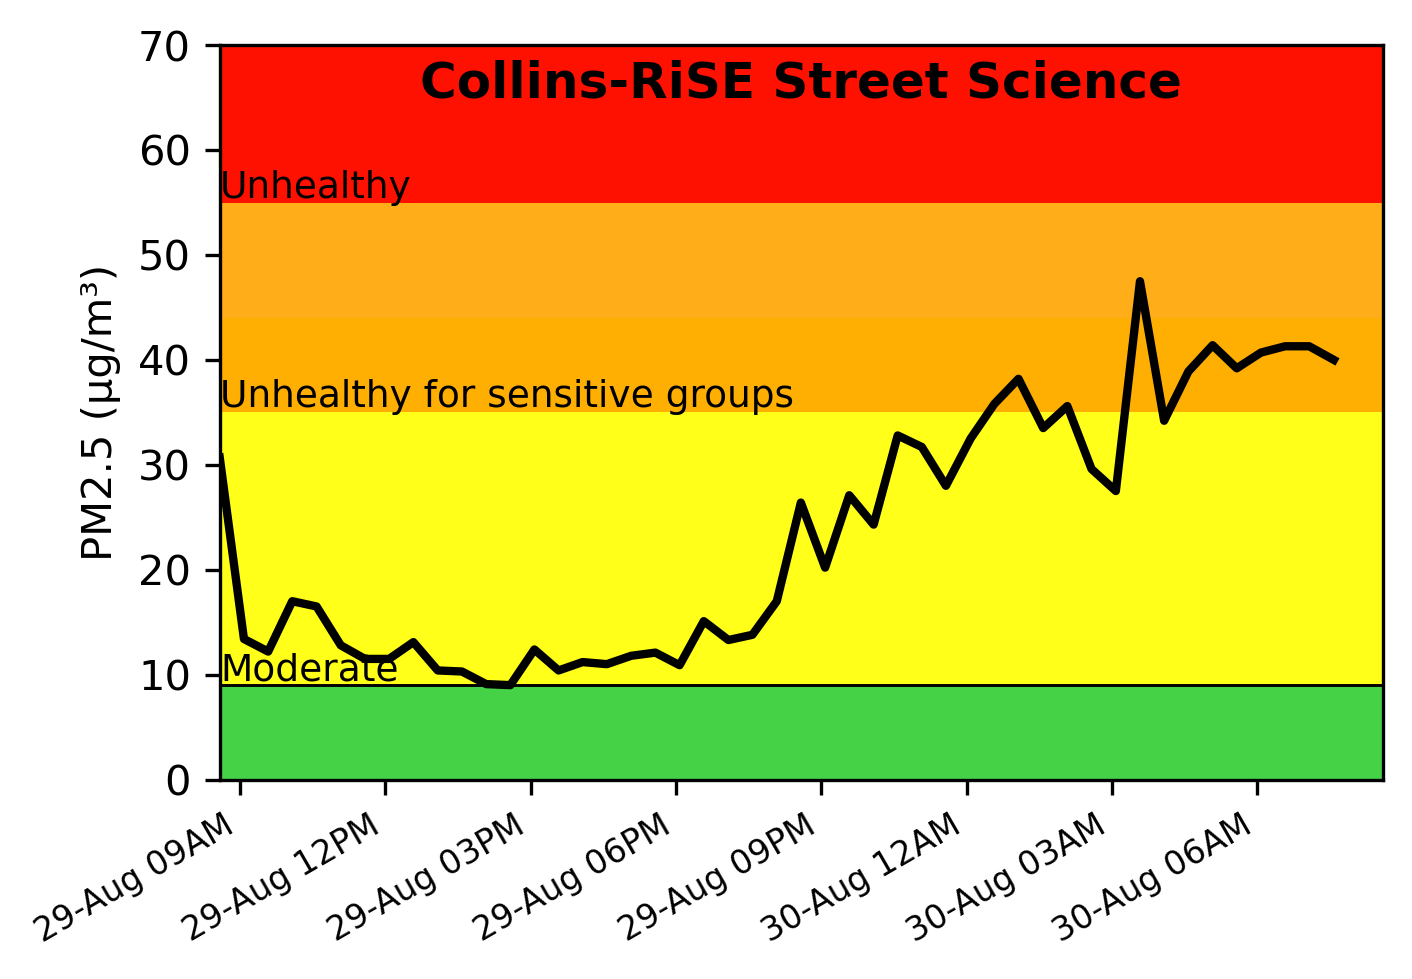 Collins-RiSE Street Science
PM2.5 (µg/m³)
70
60
Unhealthy
50
40
Unhealthy for sensitive groups
30
20
10
Moderate
0
29-Aug 09AM
29-Aug 12PM
29-Aug 03PM
29-Aug 06PM
29-Aug 09PM
30-Aug 12AM
30-Aug 03AM
30-Aug 06AM